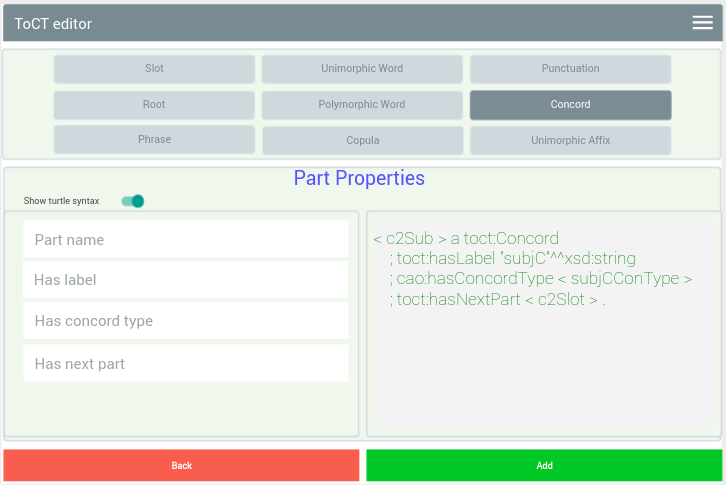 ToCT editor
Slot
Unimorphic Word
Punctuation
Root
Polymorphic Word
Concord
Phrase
Copula
Unimorphic Affix
Part Properties
Show turtle syntax
Part name
Has label
Has concord type
Has next part
< c2Sub > a toct:Concord
; toct:hasLabel "subjC"^^xsd:string
; cao:hasConcordType < subjCConType >
; toct:hasNextPart < c2Slot > .
Back
Add